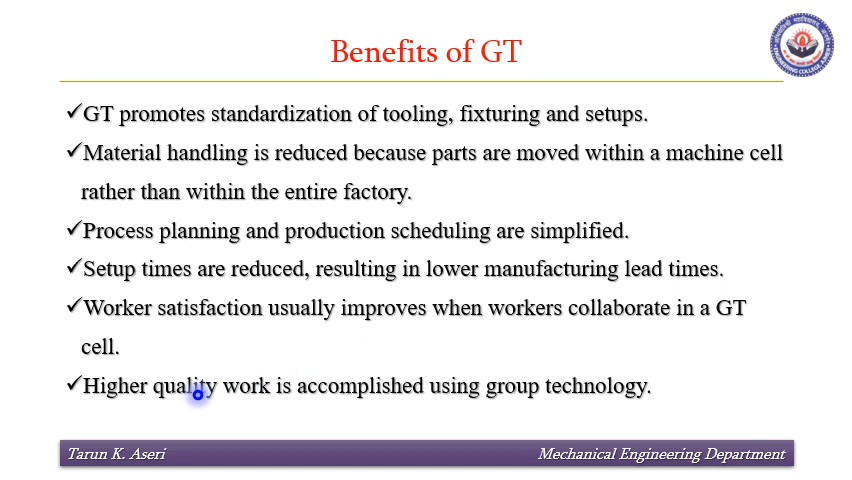 Benefits of GT
✓GT promotes standardization of tooling, fixturing and setups.
✓Material handling is reduced because parts are moved within a machine cell
rather than within the entire factory.
✓Process planning and production scheduling are simplified.
✓Setup times are reduced, resulting in lower manufacturing lead times.
✓Worker satisfaction usually improves when workers collaborate in a GT
cell.
✓Higher quality work is accomplished using group technology.
Tarun K. Aseri
Mechanical Engineering Department